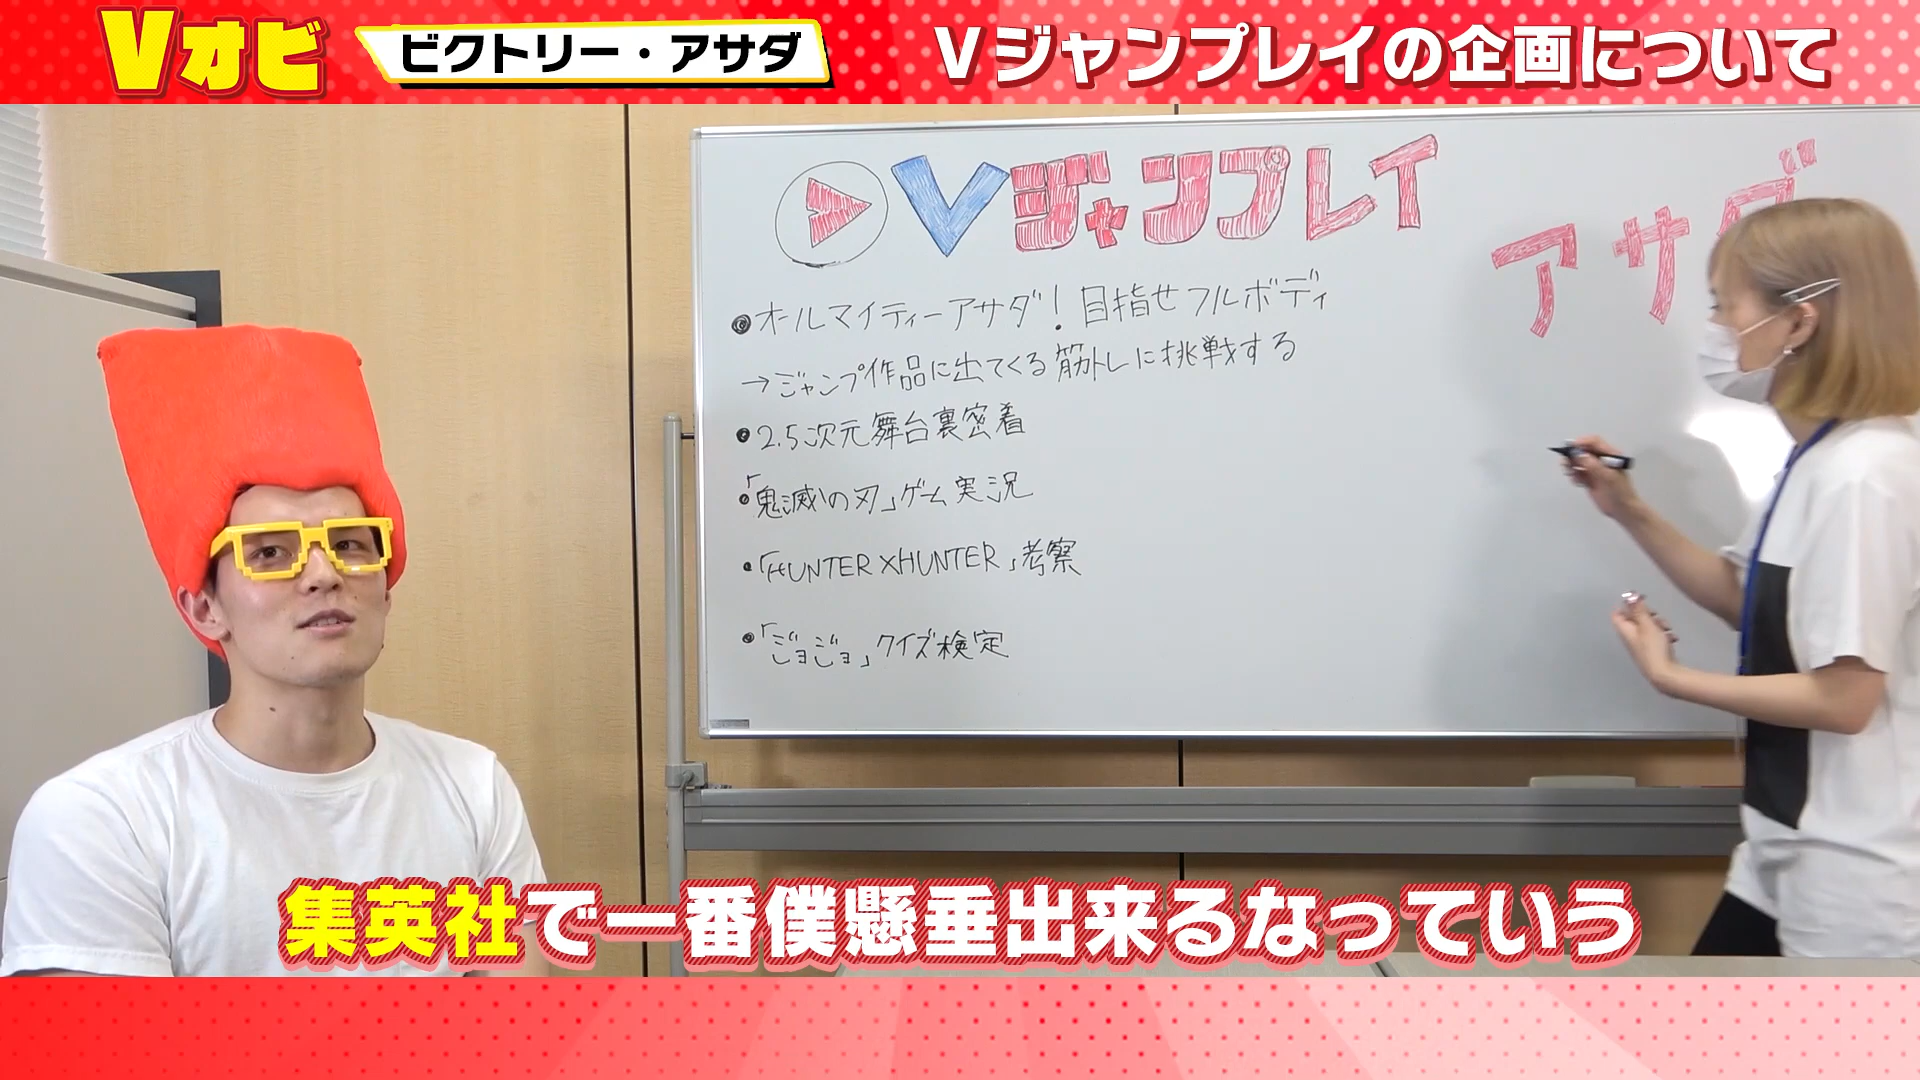 Vオビ
ビクトリー・アサダ
Vジャンプレイの企画について
Vジャンプレイ
アサダ
●オールマイティーアサダ！目指せフルボディ
→ジャンプ作品に出てくる筋トレに挑戦する
●2.5次元舞台裏密着
●「鬼滅の刃」ゲーム実況
・「HUNTER×HUNTER」考察
●「ジョジョ」クイズ検定
集英社で一番僕懸垂出来るなっていう